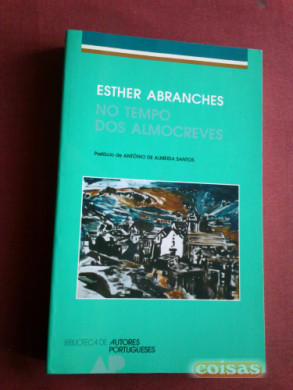 ESTHER ABRANCHES
NO TEMPO
DOS ALMOCREVES
Prefácio de ANTÓNIO DE ALMEIDA SANTOS
BIBLIOTECA DE AUTORES
PORTUGUESES
AP
coisas